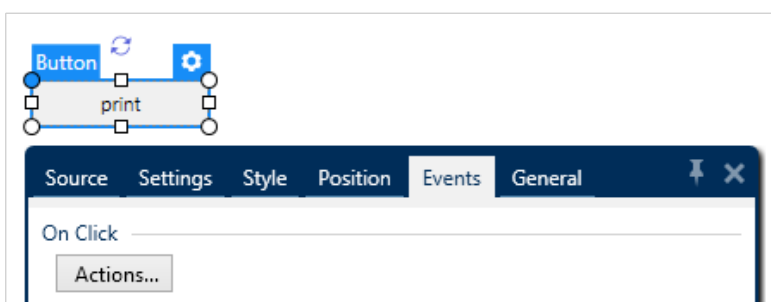 Button
print
Source Settings Style Position Events General
On Click
Actions...